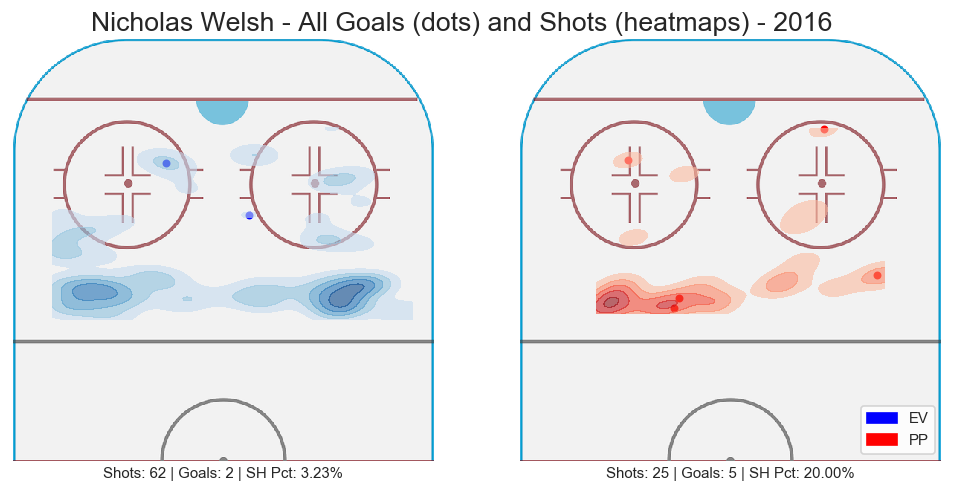 Nicholas Welsh - All Goals (dots) and Shots (heatmaps) - 2016
EV
PP
Shots: 62 | Goals: 2 | SH Pct: 3.23%
Shots: 25 | Goals: 5 | SH Pct: 20.00%